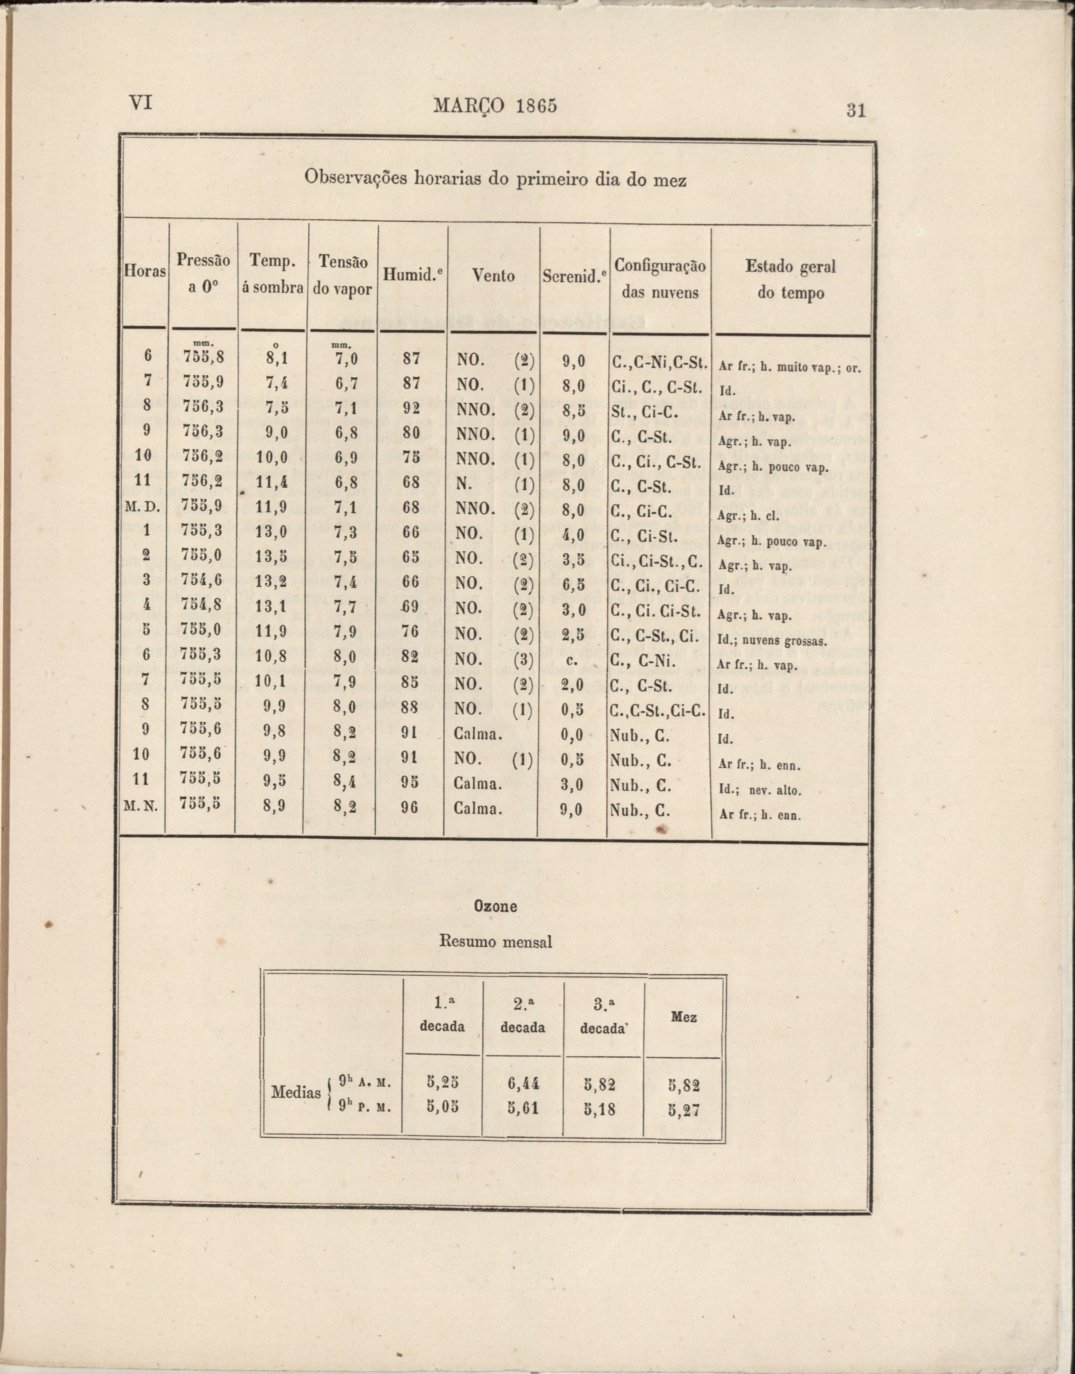 VI MARÇO 1865 31
Observações horarias do primeiro dia do mez
Horas Pressão a 0º Temp. á sombra Tensão do vapor Humid.e Vento Serenid.e Configuração das nuvens Estado geral do tempo
mm. o mm.
6 755,8 8,1 7,0 87 NO. (2) 9,0 C.,C-Ni,C-St. Ar fr.; h. muito vap.; or.
7 755,9 7,4 6,7 87 NO. (1) 8,0 Ci., C., C-St. Id.
8 756,3 7,5 7,1 92 NNO. (2) 8,5 St., Ci-C. Ar fr.; h. vap.
9 756,3 9,0 6,8 80 NNO. (1) 9,0 C., C-St. Agr.; h. vap.
10 756,2 10,0 6,9 75 NNO. (1) 8,0 C., Ci., C-St. Agr.; h. pouco vap.
11 756,2 11,4 6,8 68 N. (1) 8,0 C., C-St. Id.
M. D. 755,9 11,9 7,1 68 NNO. (2) 8,0 C., Ci-C. Agr.; h. cl.
1 755,3 13,0 7,3 66 NO. (1) 4,0 C., Ci-St. Agr.; h. pouco vap.
2 755,0 13,5 7,5 65 NO. (2) 3,5 Ci.,Ci-St.,C. Agr.; h. vap.
3 754,6 13,2 7,4 66 NO. (2) 6,5 C., Ci., Ci-C. Id.
4 754,8 13,1 7,7 69 NO. (2) 3,0 C., Ci. Ci-St. Agr.; h. vap.
5 755,0 11,9 7,9 76 NO. (2) 2,5 C., C-St., Ci. Id.; nuvens grossas.
6 755,3 10,8 8,0 82 NO. (3) c. C., C-Ni. Ar fr.; h. vap.
7 755,5 10,1 7,9 85 NO. (2) 2,0 C., C-St. Id.
8 755,5 9,9 8,0 88 NO. (1) 0,5 C.,C-St.,Ci-C. Id.
9 755,6 9,8 8,2 91 Calma. 0,0 Nub., C. Id.
10 755,6 9,9 8,2 91 NO. (1) 0,5 Nub., C. Ar fr.; h. enn.
11 755,5 9,5 8,4 95 Calma. 3,0 Nub., C. Id.; nev. alto.
M. N. 755,5 8,9 8,2 96 Calma. 9,0 Nub., C. Ar fr.; h. enn.
Ozone
Resumo mensal
1.ª decada 2.ª decada 3.ª decada Mez
Medias 9h A. M. 5,25 6,44 5,82 5,82
9h P. M. 5,05 5,61 5,18 5,27